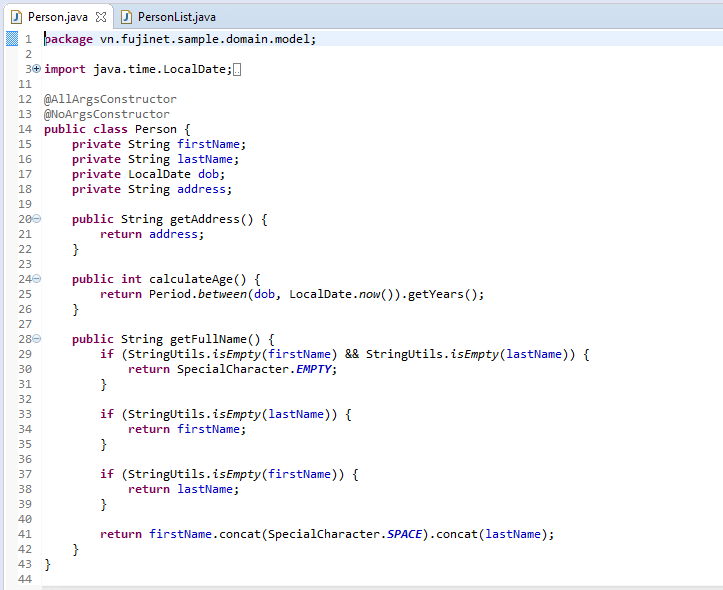 Person.java PersonList.java
1 package vn.fujinet.sample.domain.model;
2
3 import java.time.LocalDate;
11
12 @AllArgsConstructor
13 @NoArgsConstructor
14 public class Person {
15     private String firstName;
16     private String lastName;
17     private LocalDate dob;
18     private String address;
19
20     public String getAddress() {
21         return address;
22     }
23
24     public int calculateAge() {
25         return Period.between(dob, LocalDate.now()).getYears();
26     }
27
28     public String getFullName() {
29         if (StringUtils.isEmpty(firstName) && StringUtils.isEmpty(lastName)) {
30             return SpecialCharacter.EMPTY;
31         }
32
33         if (StringUtils.isEmpty(lastName)) {
34             return firstName;
35         }
36
37         if (StringUtils.isEmpty(firstName)) {
38             return lastName;
39         }
40
41         return firstName.concat(SpecialCharacter.SPACE).concat(lastName);
42     }
43 }
44